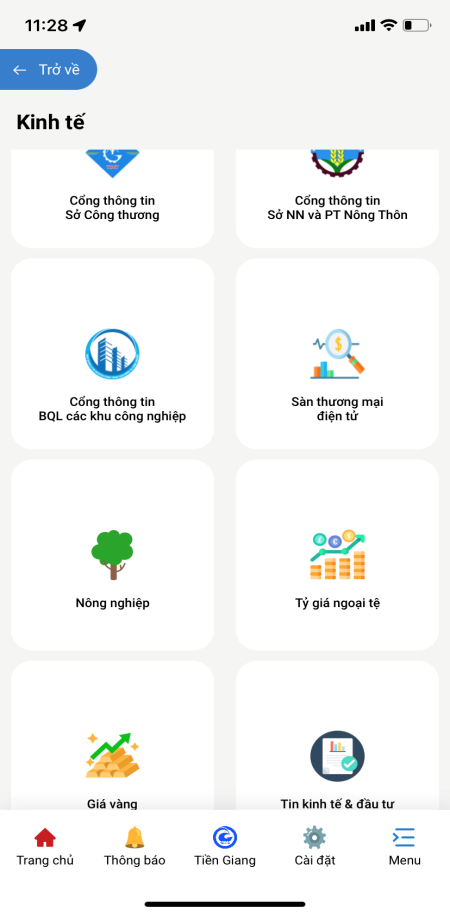 11:28
Trở về
Kinh tế
Cổng thông tin
Sở Công thương
Cổng thông tin
Sở NN và PT Nông Thôn
Cổng thông tin
BQL các khu công nghiệp
Sàn thương mại
điện tử
Nông nghiệp
Tỷ giá ngoại tệ
Giá vàng
Tin kinh tế & đầu tư
Trang chủ
Thông báo
Tiền Giang
Cài đặt
Menu